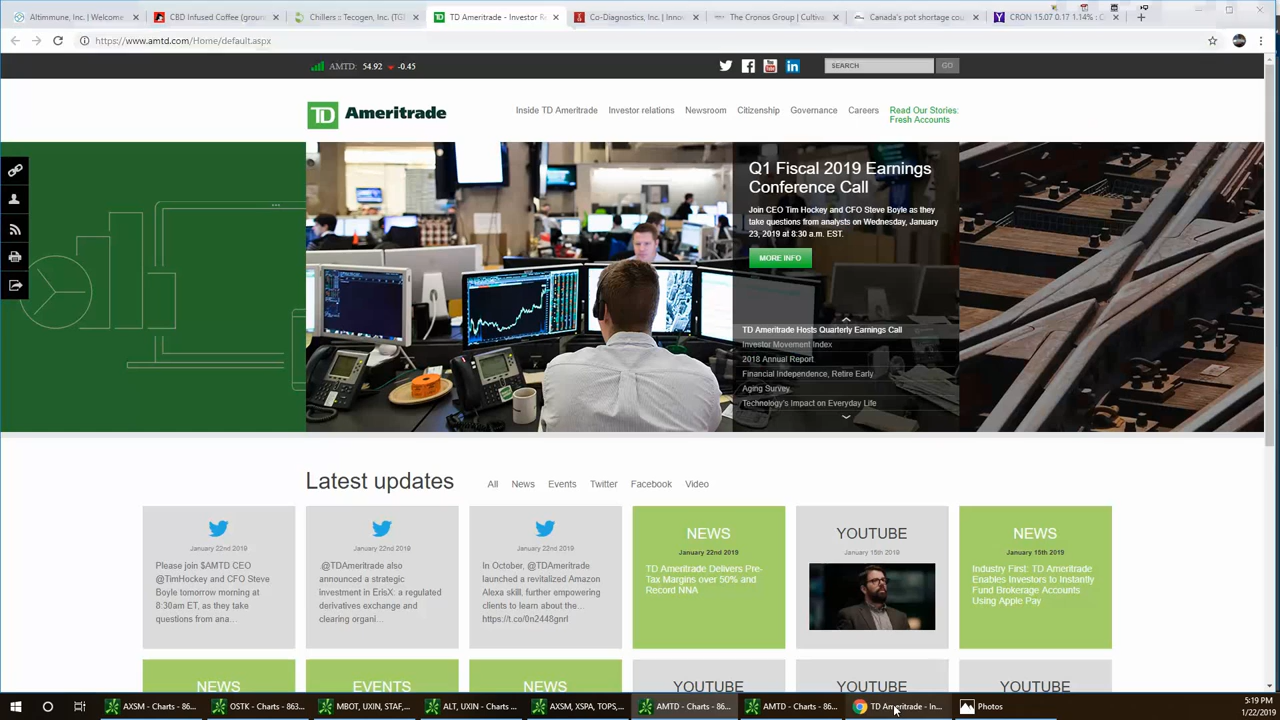 Altimmune, Inc. | Welcome
CBD Infused Coffee (groun
Chillers :: Tecogen, Inc. (TG
TD Ameritrade - Investor R
Co-Diagnostics, Inc. | Inno
The Cronos Group | Cultiva
Canada's pot shortage cou
CRON 15.07 0.17 1.14% : C
https://www.amtd.com/Home/default.aspx
AMTD: 54.92 -0.45
SEARCH
GO
TD Ameritrade
Inside TD Ameritrade
Investor relations
Newsroom
Citizenship
Governance
Careers
Read Our Stories:
Fresh Accounts
Q1 Fiscal 2019 Earnings
Conference Call
Join CEO Tim Hockey and CFO Steve Boyle as they
take questions from analysts on Wednesday, January
23, 2019 at 8:30 a.m. EST.
MORE INFO
TD Ameritrade Hosts Quarterly Earnings Call
Investor Movement Index
2018 Annual Report
Financial Independence, Retire Early
Aging Survey
Technology's Impact on Everyday Life
Latest updates
All
News
Events
Twitter
Facebook
Video
January 22nd 2019
Please join $AMTD CEO
@TimHockey and CFO Steve
Boyle tomorrow morning at
8:30am ET, as they take
questions from ana...
January 22nd 2019
.@TDAmeritrade also
announced a strategic
investment in ErisX: a regulated
derivatives exchange and
clearing organi...
January 22nd 2019
In October, @TDAmeritrade
launched a revitalized Amazon
Alexa skill, further empowering
clients to learn about the...
https://t.co/0n2448gnrl
NEWS
January 22nd 2019
TD Ameritrade Delivers Pre-
Tax Margins over 50% and
Record NNA
YOUTUBE
January 15th 2019
NEWS
January 15th 2019
Industry First: TD Ameritrade
Enables Investors to Instantly
Fund Brokerage Accounts
Using Apple Pay
NEWS
EVENTS
NEWS
YOUTUBE
YOUTUBE
YOUTUBE
AXSM - Charts - 86...
OSTK - Charts - 863...
MBOT, UXIN, STAF,...
ALT, UXIN - Charts ...
AXSM, XSPA, TOPS,...
AMTD - Charts - 86...
AMTD - Charts - 86...
TD Ameritrade - In...
Photos
5:19 PM
1/22/2019